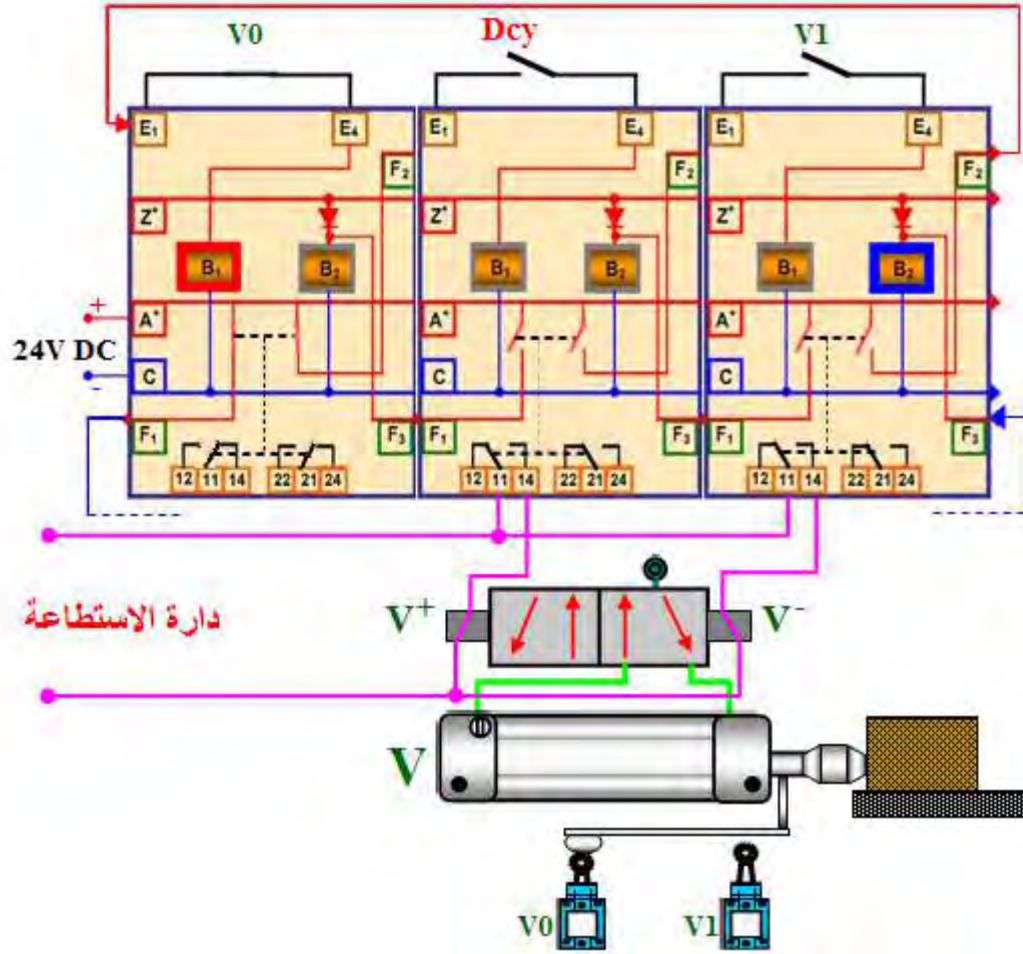 V0 Dcy V1
E1 E4 E1 E4 E1 E4
F2 F2 F2
Z+ Z+ Z+
B1 B2 B1 B2 B1 B2
+
A+ A+ A+
24V DC
C C C
-
F1 F3 F1 F3 F1 F3
12 11 14 22 21 24 12 11 14 22 21 24 12 11 14 22 21 24
V+ V-
دارة الاستطاعة
V
V0 V1